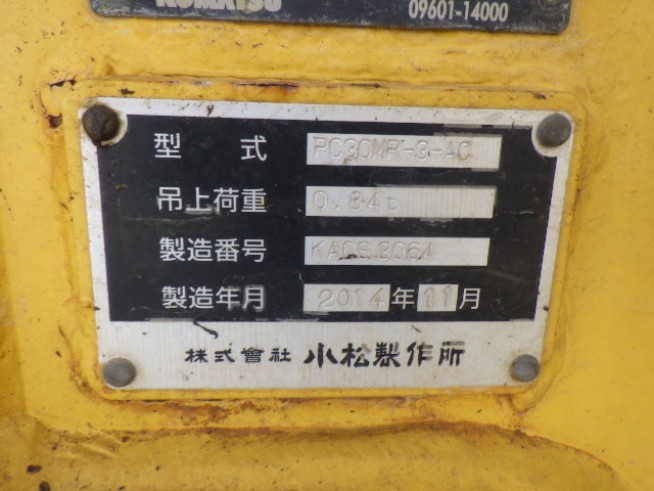 KOMATSU 09601-14000
型式 PC30MR-3-AC
吊上荷重 0.84t
製造番号 KACS3064
製造年月 2014年11月
株式會社 小松製作所